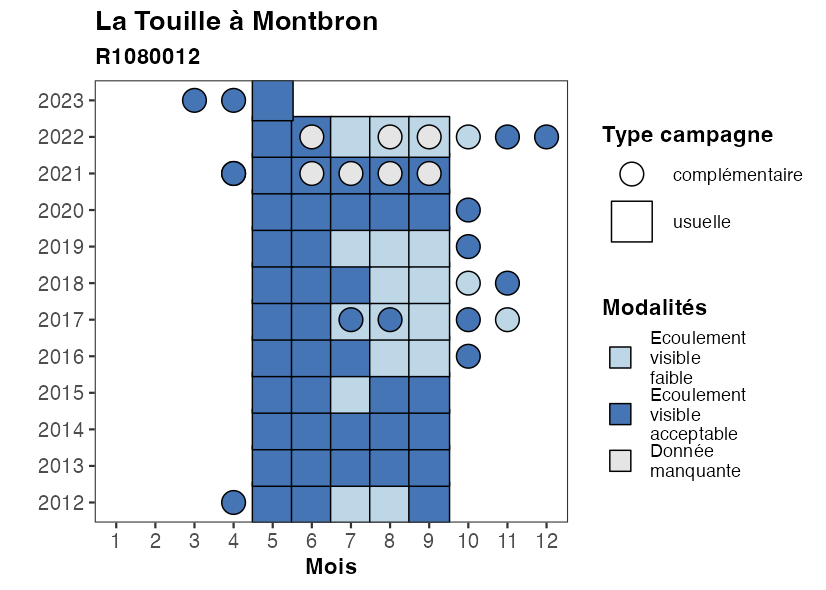 La Touille à Montbron
R1080012
2023
2022
2021
2020
2019
2018
2017
2016
2015
2014
2013
2012
1 2 3 4 5 6 7 8 9 10 11 12
Mois
Type campagne
complémentaire
usuelle
Modalités
Ecoulement
visible
faible
Ecoulement
visible
acceptable
Donnée
manquante